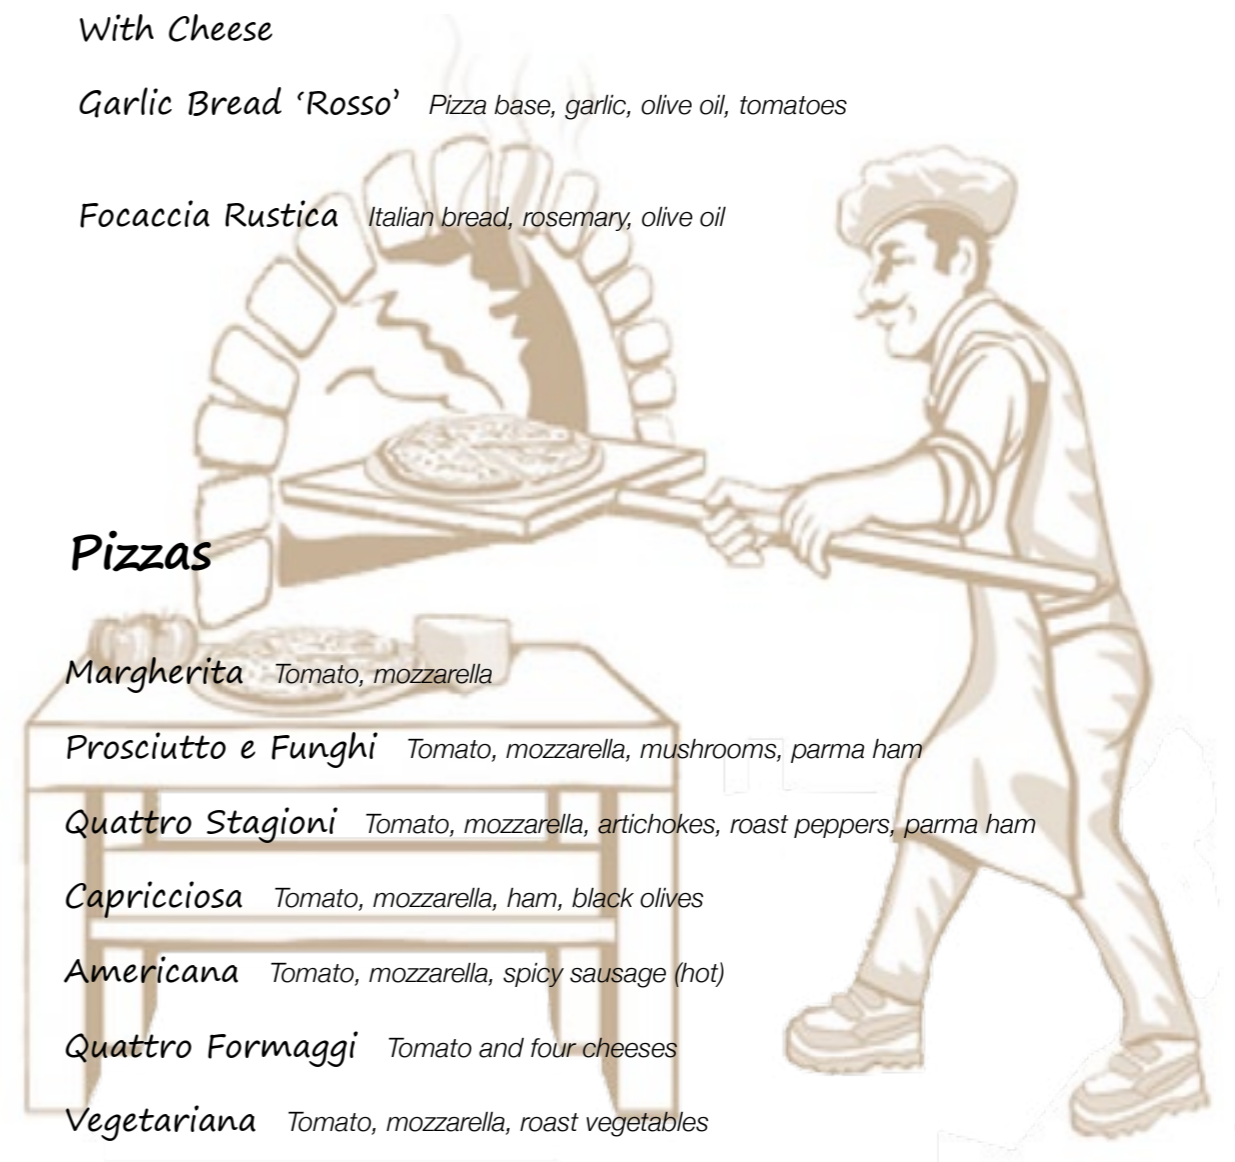 With Cheese
Garlic Bread ‘Rosso’ Pizza base, garlic, olive oil, tomatoes
Focaccia Rustica Italian bread, rosemary, olive oil
Pizzas
Margherita Tomato, mozzarella
Prosciutto e Funghi Tomato, mozzarella, mushrooms, parma ham
Quattro Stagioni Tomato, mozzarella, artichokes, roast peppers, parma ham
Capricciosa Tomato, mozzarella, ham, black olives
Americana Tomato, mozzarella, spicy sausage (hot)
Quattro Formaggi Tomato and four cheeses
Vegetariana Tomato, mozzarella, roast vegetables